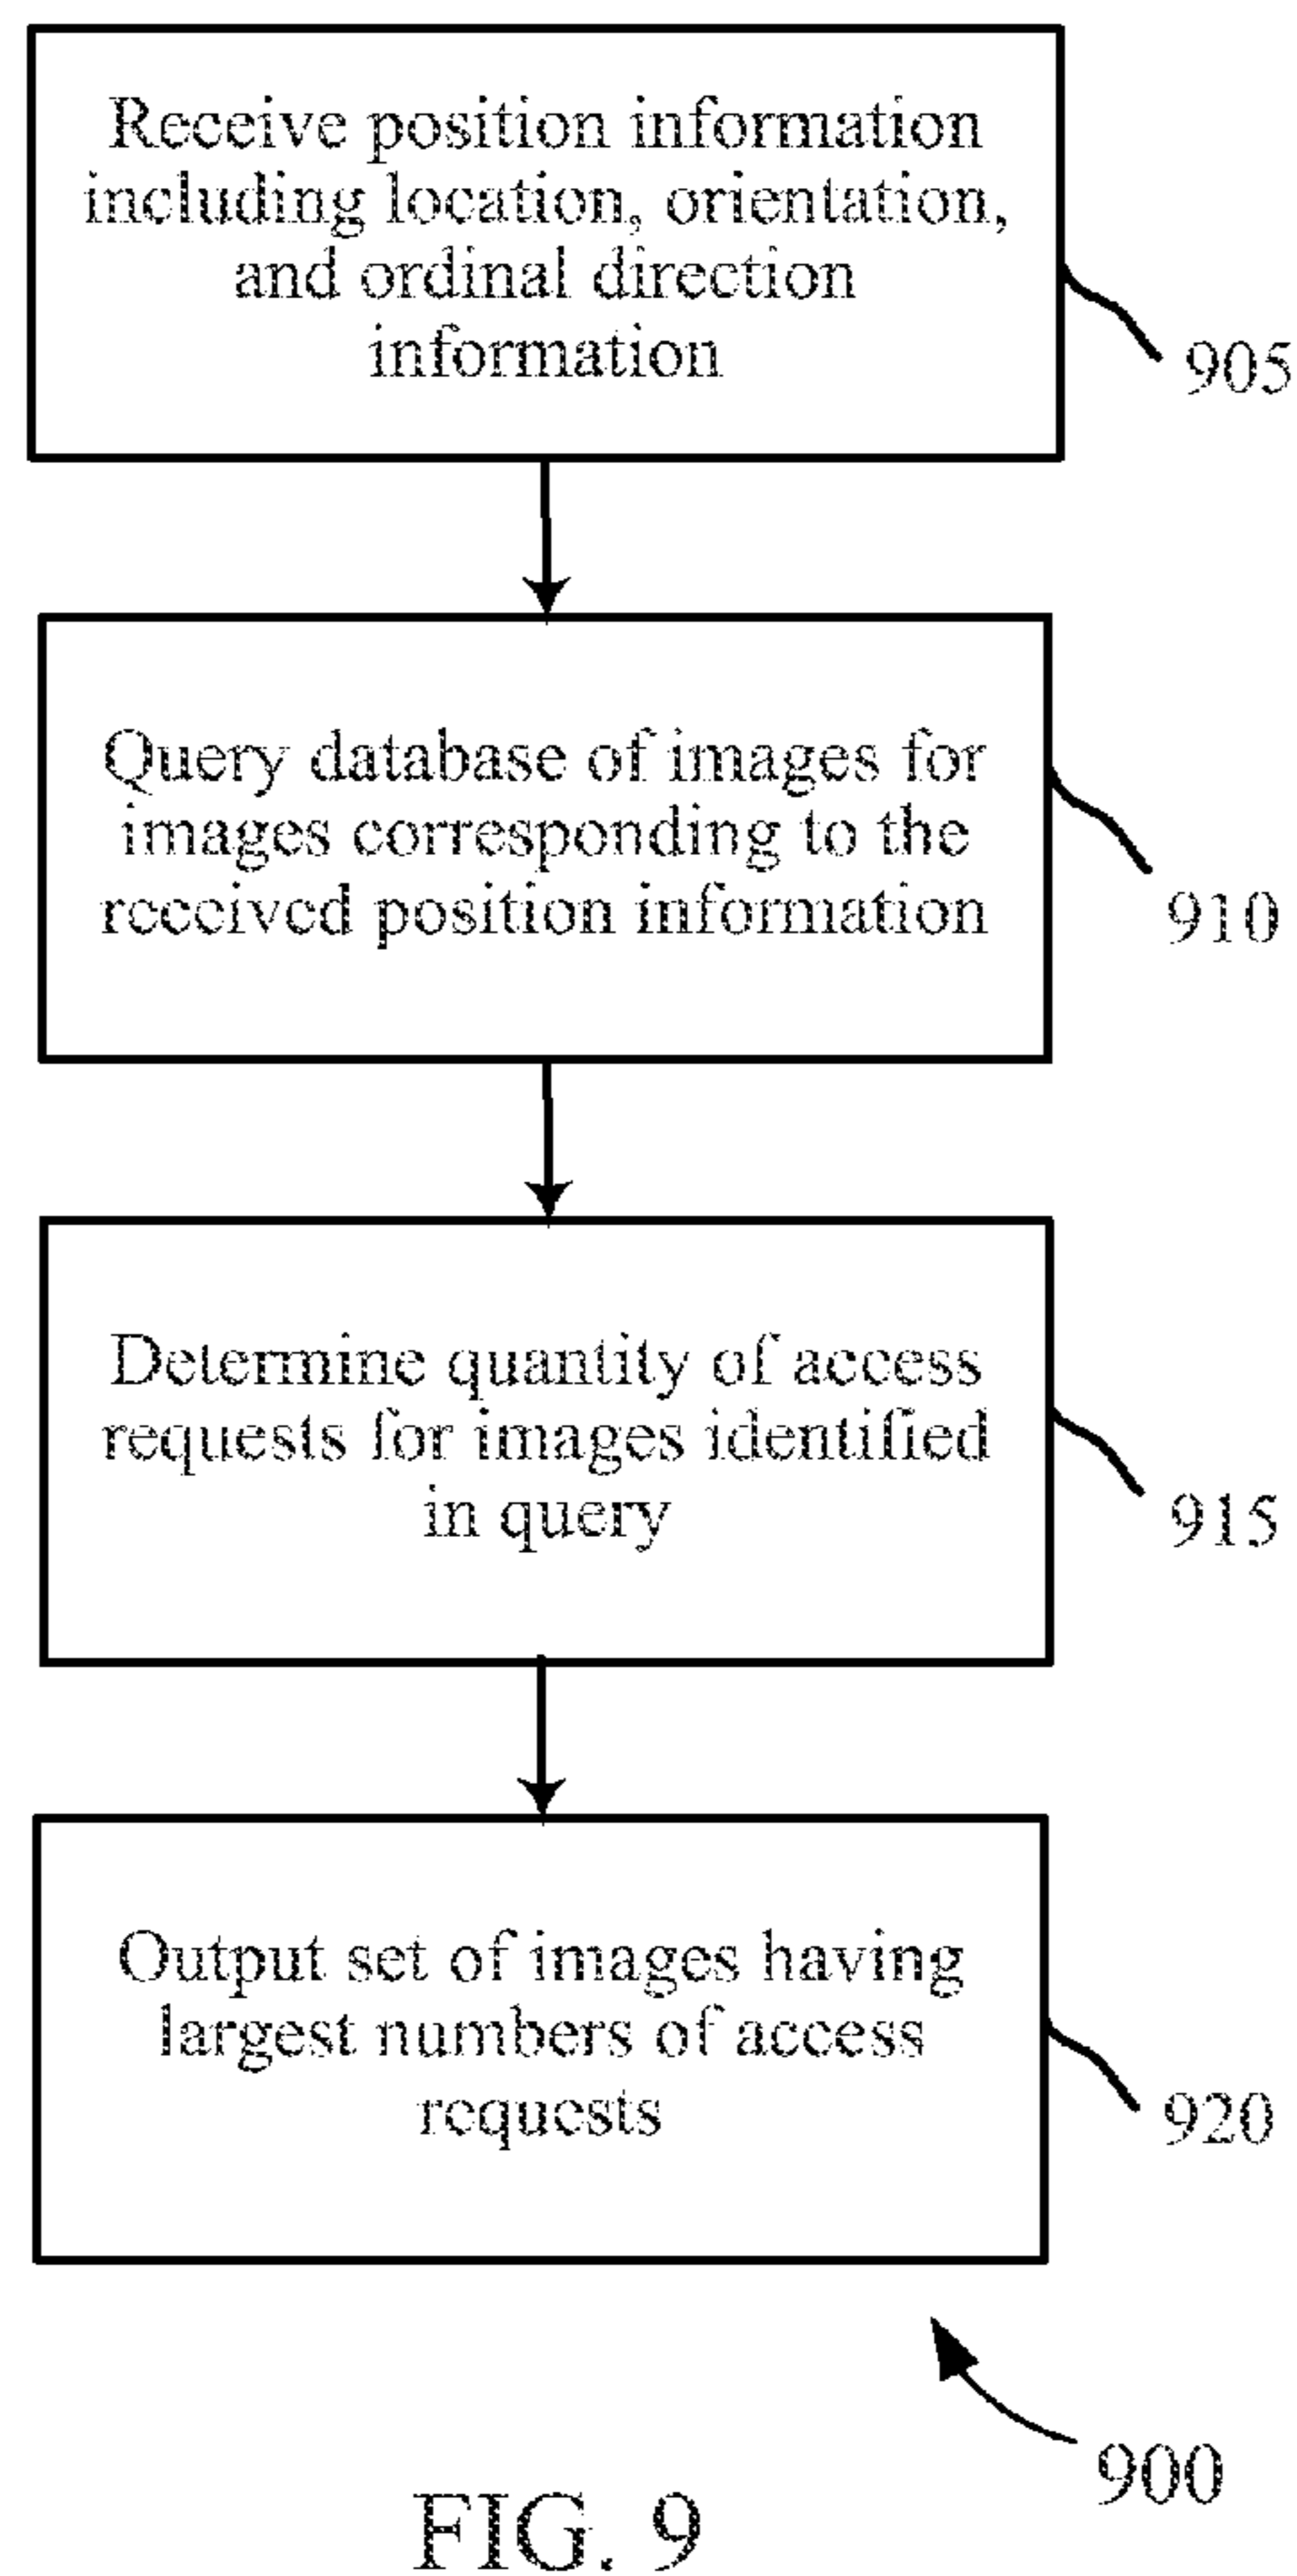 Receive position information
including location, orientation,
and ordinal direction
information
905
Query database of images for
images corresponding to the
received position information
910
Determine quantity of access
requests for images identified
in query
915
Output set of images having
largest numbers of access
requests
920
900
FIG. 9